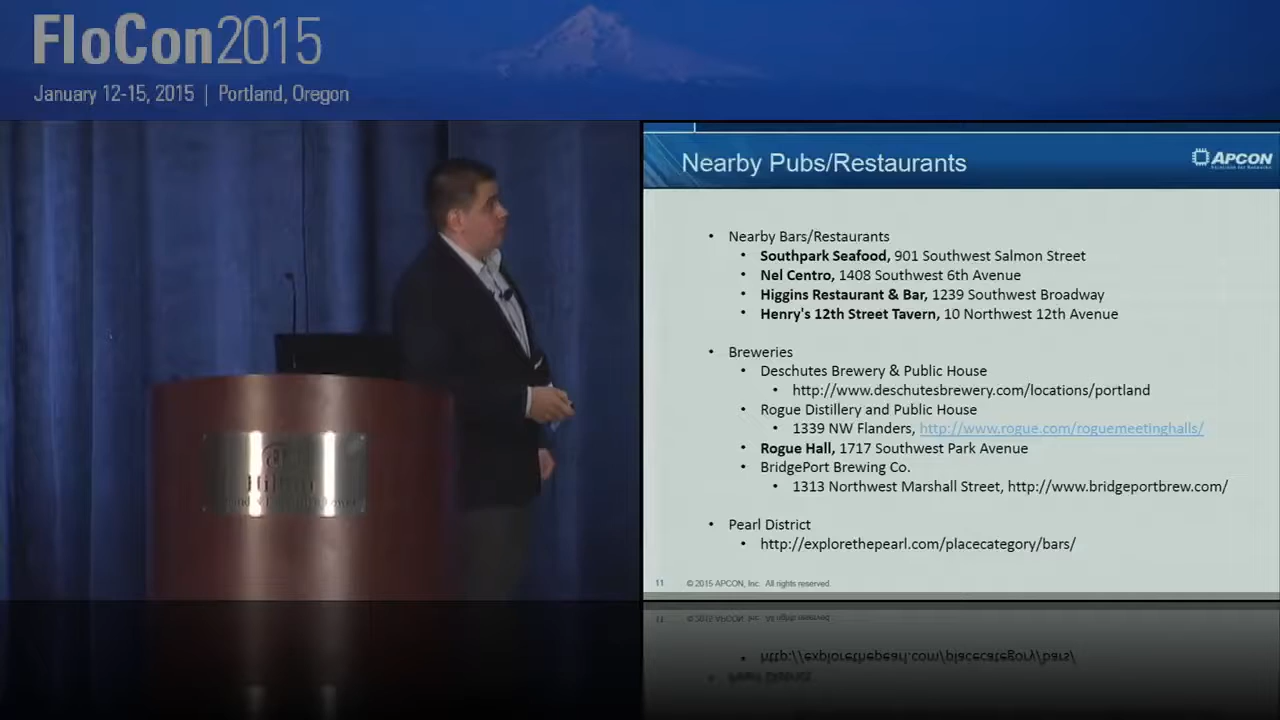 FloCon2015
January 12-15, 2015 | Portland, Oregon
Nearby Pubs/Restaurants
APCON
• Nearby Bars/Restaurants
• Southpark Seafood, 901 Southwest Salmon Street
• Nel Centro, 1408 Southwest 6th Avenue
• Higgins Restaurant & Bar, 1239 Southwest Broadway
• Henry's 12th Street Tavern, 10 Northwest 12th Avenue
• Breweries
• Deschutes Brewery & Public House
• http://www.deschutesbrewery.com/locations/portland
• Rogue Distillery and Public House
• 1339 NW Flanders, http://www.rogue.com/roguemeetinghalls/
• Rogue Hall, 1717 Southwest Park Avenue
• BridgePort Brewing Co.
• 1313 Northwest Marshall Street, http://www.bridgeportbrew.com/
• Pearl District
• http://explorethepearl.com/placecategory/bars/
11 © 2015 APCON, Inc. All rights reserved.
Hilton